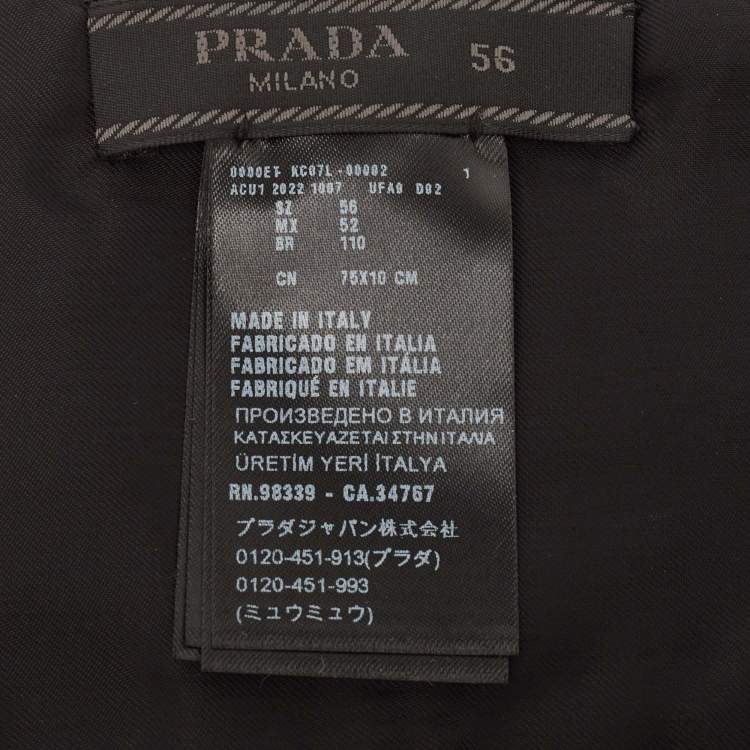 PRADA 56
MILANO
0000ET KC07L-00002 1
ACU1 2022 1007 UFA9 D02
SZ 56
MX 52
BR 110
CN 75X10 CM
MADE IN ITALY
FABRICADO EN ITALIA
FABRICADO EM ITÁLIA
FABRIQUÉ EN ITALIE
ПРОИЗВЕДЕНО В ИТАЛИЯ
ΚΑΤΑΣΚΕΥΑΖΕΤΑΙ ΣΤΗΝ ΙΤΑΛΙΑ
ÜRETİM YERİ İTALYA
RN.98339 - CA.34767
プラダジャパン株式会社
0120-451-913(プラダ)
0120-451-993
(ミュウミュウ)